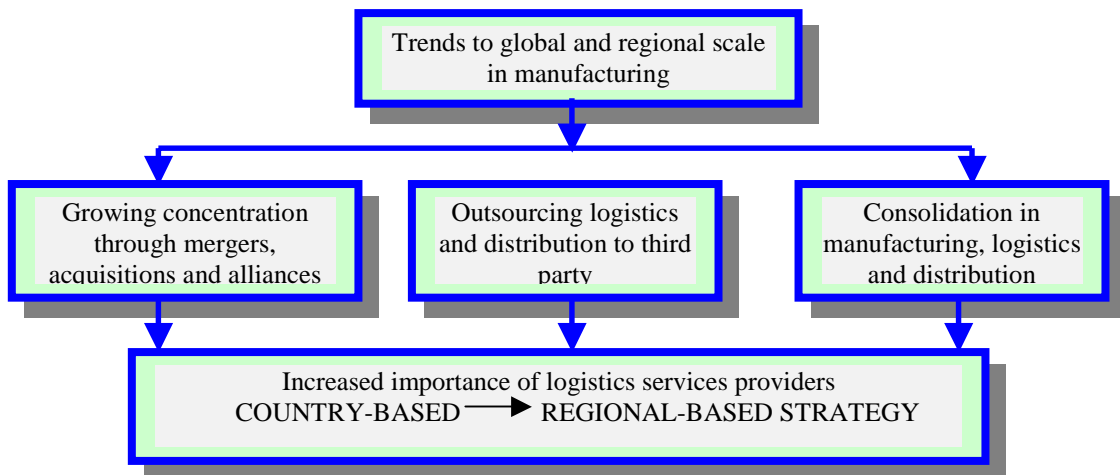 Trends to global and regional scale
in manufacturing
Growing concentration
through mergers,
acquisitions and alliances
Outsourcing logistics
and distribution to third
party
Consolidation in
manufacturing, logistics
and distribution
Increased importance of logistics services providers
COUNTRY-BASED REGIONAL-BASED STRATEGY